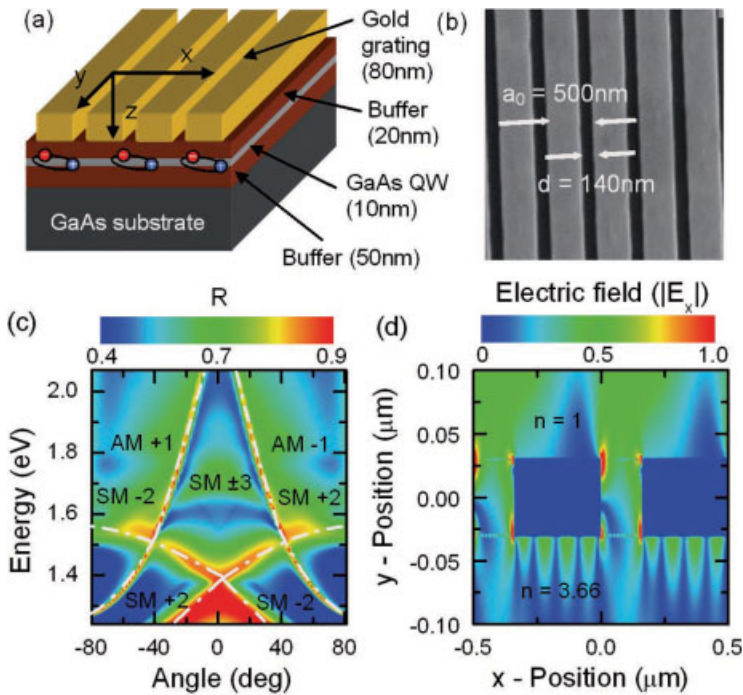 (a)
Gold
grating
(80nm)
Buffer
(20nm)
GaAs QW
(10nm)
Buffer (50nm)
GaAs substrate
x
y
z
(b)
a₀ = 500nm
d = 140nm
(c)
R
0.4 0.7 0.9
Energy (eV)
2.0
1.8
1.6
1.4
AM +1 AM -1
SM -2 SM ±3 SM +2
SM +2 SM -2
-80 -40 0 40 80
Angle (deg)
(d)
Electric field (|E_x|)
0 0.5 1.0
y - Position (µm)
0.10
0.05
0.00
-0.05
-0.10
n = 1
n = 3.66
-0.5 0.0 0.5
x - Position (µm)